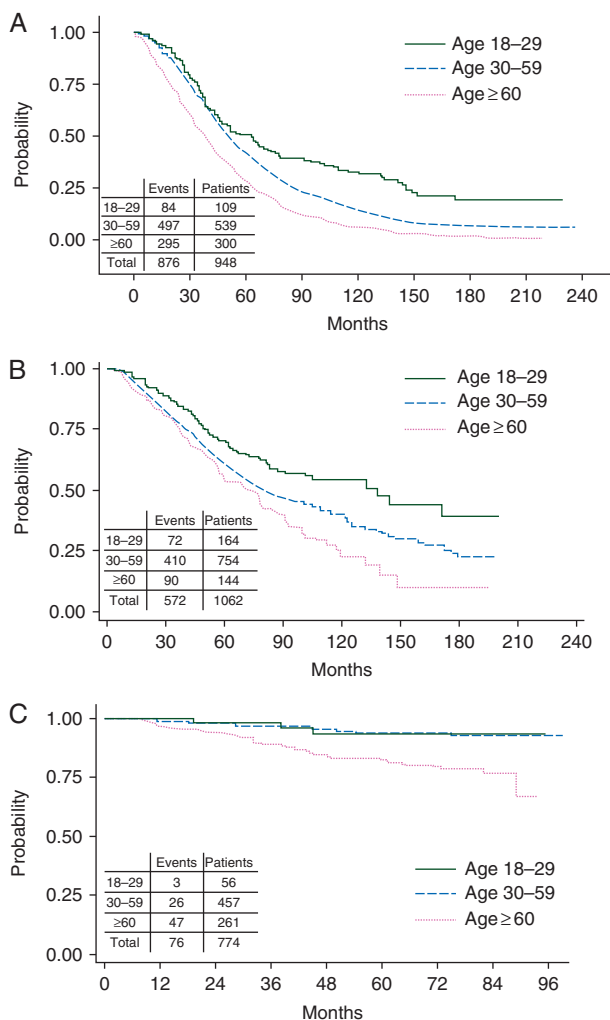 A
1.00
0.75
0.50
0.25
0.00
Probability
Age 18–29
Age 30–59
Age ≥ 60
Events Patients
18–29 84 109
30–59 497 539
≥60 295 300
Total 876 948
0 30 60 90 120 150 180 210 240
Months
B
1.00
0.75
0.50
0.25
0.00
Probability
Age 18–29
Age 30–59
Age ≥ 60
Events Patients
18–29 72 164
30–59 410 754
≥60 90 144
Total 572 1062
0 30 60 90 120 150 180 210 240
Months
C
1.00
0.75
0.50
0.25
0.00
Probability
Events Patients
18–29 3 56
30–59 26 457
≥60 47 261
Total 76 774
Age 18–29
Age 30–59
Age ≥ 60
0 12 24 36 48 60 72 84 96
Months